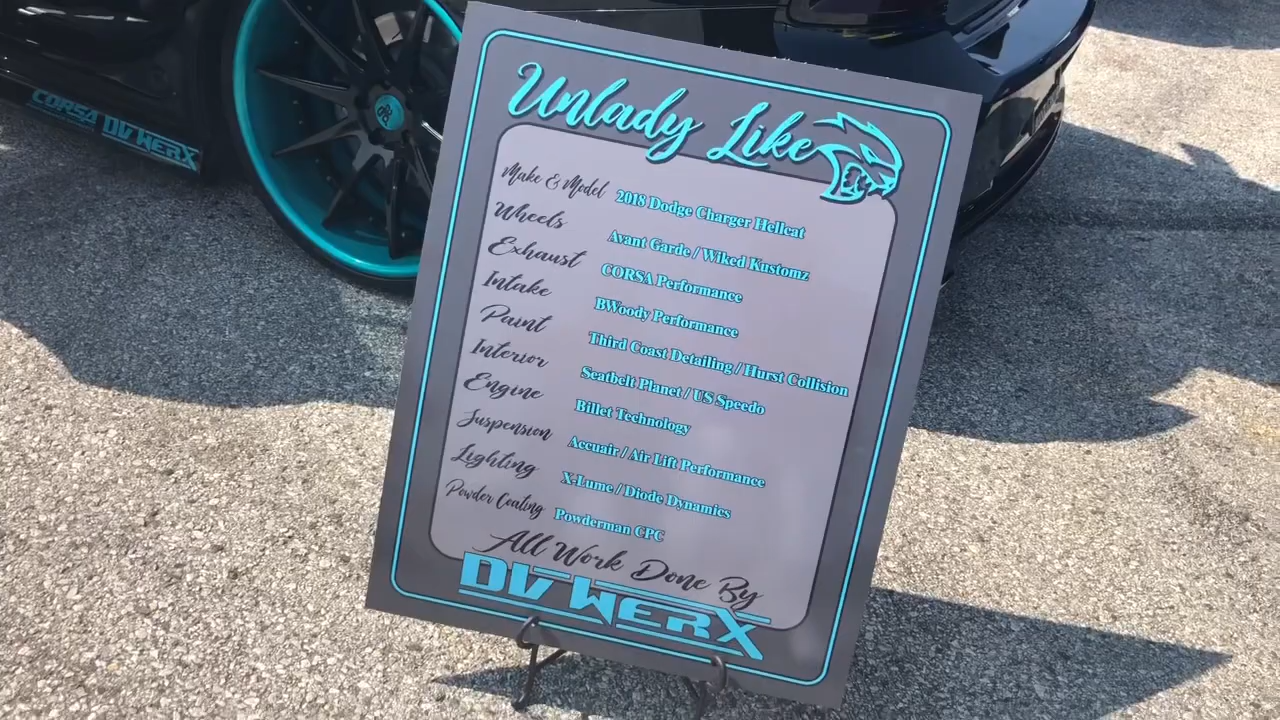 Unlady Like
Make & Model 2018 Dodge Charger Hellcat
Wheels Avant Garde / Wiked Kustomz
Exhaust CORSA Performance
Intake BWoody Performance
Paint Third Coast Detailing / Hurst Collision
Interior Seatbelt Planet / US Speedo
Engine Billet Technology
Suspension Accuair / Air Lift Performance
Lighting X-Lume / Diode Dynamics
Powder Coating Powderman CPC
All Work Done By
DV WERX
CORSA DV WERX